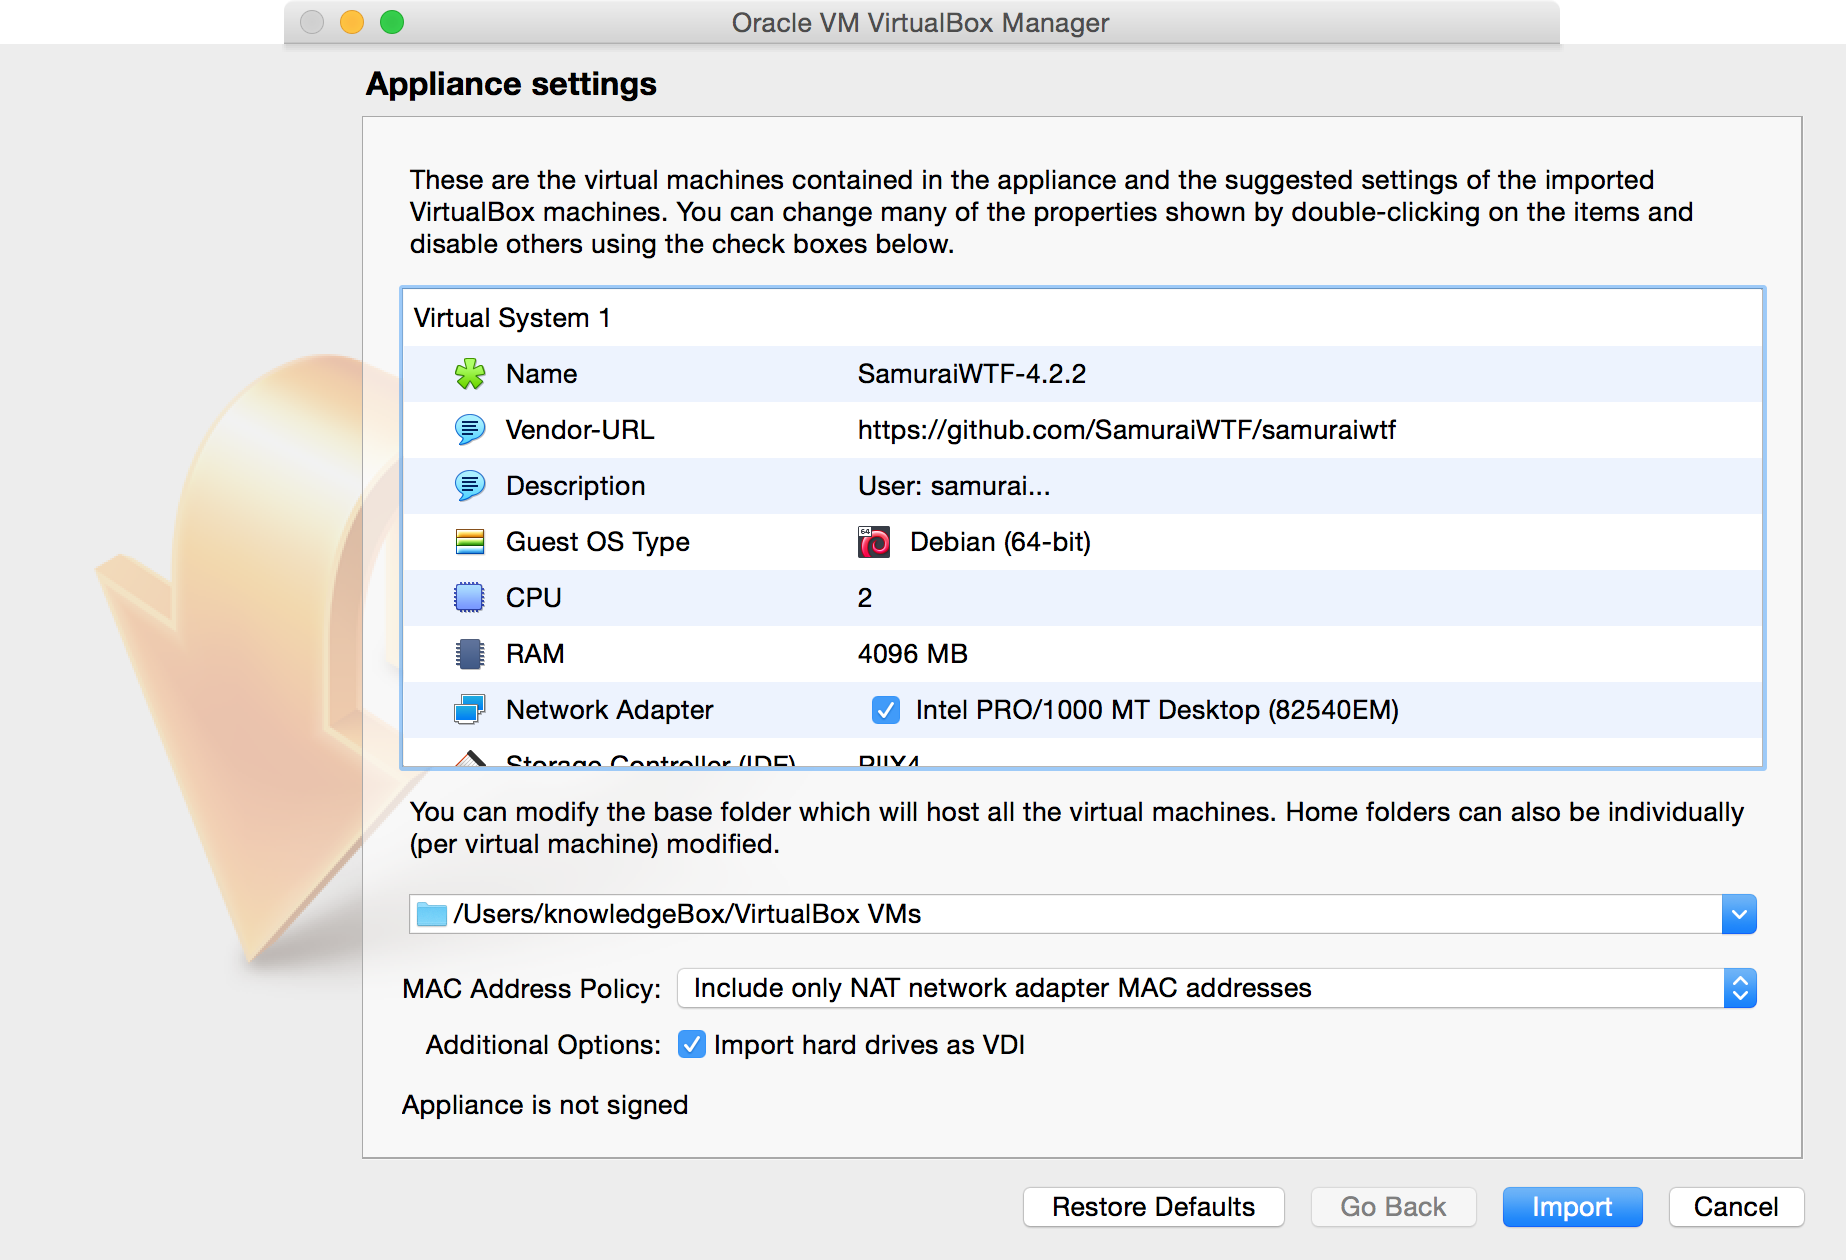 Oracle VM VirtualBox Manager
Appliance settings
These are the virtual machines contained in the appliance and the suggested settings of the imported
VirtualBox machines. You can change many of the properties shown by double-clicking on the items and
disable others using the check boxes below.
Virtual System 1
Name SamuraiWTF-4.2.2
Vendor-URL https://github.com/SamuraiWTF/samuraiwtf
Description User: samurai...
Guest OS Type 64 Debian (64-bit)
CPU 2
RAM 4096 MB
Network Adapter Intel PRO/1000 MT Desktop (82540EM)
Storage Controller (IDE) PIIX4
You can modify the base folder which will host all the virtual machines. Home folders can also be individually
(per virtual machine) modified.
/Users/knowledgeBox/VirtualBox VMs
MAC Address Policy: Include only NAT network adapter MAC addresses
Additional Options: Import hard drives as VDI
Appliance is not signed
Restore Defaults Go Back Import Cancel